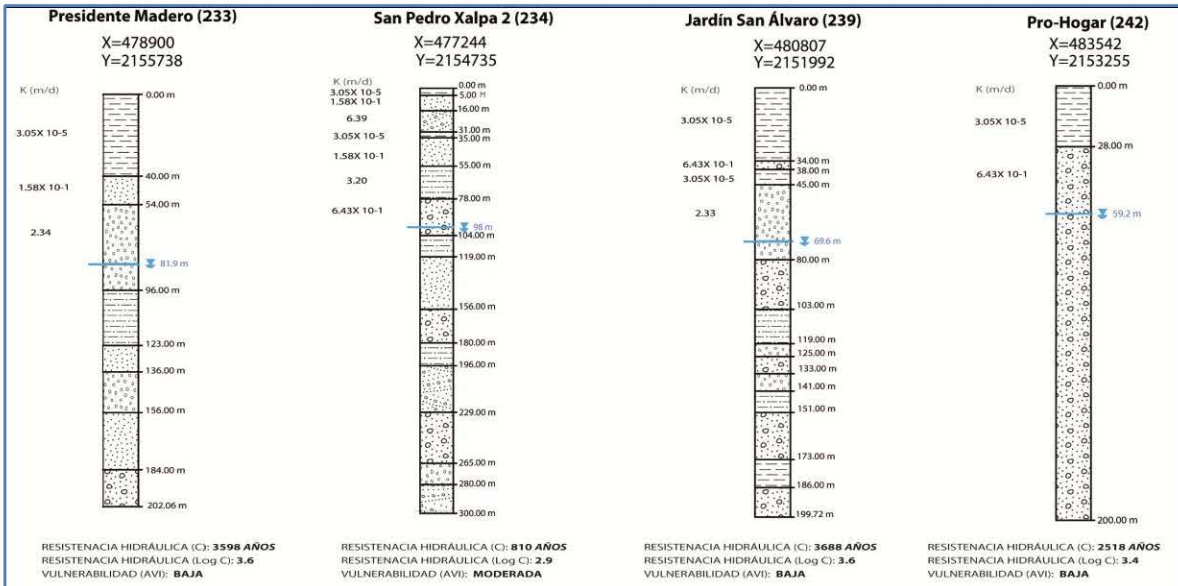 Presidente Madero (233)
X=478900
Y=2155738
K (m/d)
0.00 m
3.05X 10-5
40.00 m
1.58X 10-1
54.00 m
2.34
81.9 m
96.00 m
123.00 m
136.00 m
156.00 m
184.00 m
202.06 m
RESISTENACIA HIDRÁULICA (C): 3598 AÑOS
RESISTENACIA HIDRÁULICA (Log C): 3.6
VULNERABILIDAD (AVI): BAJA
San Pedro Xalpa 2 (234)
X=477244
Y=2154735
K (m/d)
0.00 m
3.05X 10-5
5.00 M
1.58X 10-1
16.00 m
6.39
31.00 m
3.05X 10-5
35.00 m
1.58X 10-1
55.00 m
3.20
78.00 m
6.43X 10-1
98 m
104.00 m
119.00 m
156.00 m
180.00 m
196.00 m
229.00 m
265.00 m
280.00 m
300.00 m
RESISTENACIA HIDRÁULICA (C): 810 AÑOS
RESISTENACIA HIDRÁULICA (Log C): 2.9
VULNERABILIDAD (AVI): MODERADA
Jardín San Álvaro (239)
X=480807
Y=2151992
K (m/d)
0.00 m
3.05X 10-5
34.00 m
6.43X 10-1
38.00 m
3.05X 10-5
45.00 m
2.33
69.6 m
80.00 m
103.00 m
119.00 m
125.00 m
133.00 m
141.00 m
151.00 m
173.00 m
186.00 m
199.72 m
RESISTENACIA HIDRÁULICA (C): 3688 AÑOS
RESISTENACIA HIDRÁULICA (Log C): 3.6
VULNERABILIDAD (AVI): BAJA
Pro-Hogar (242)
X=483542
Y=2153255
K (m/d)
0.00 m
3.05X 10-5
28.00 m
6.43X 10-1
59.2 m
200.00 m
RESISTENACIA HIDRÁULICA (C): 2518 AÑOS
RESISTENACIA HIDRÁULICA (Log C): 3.4
VULNERABILIDAD (AVI): BAJA